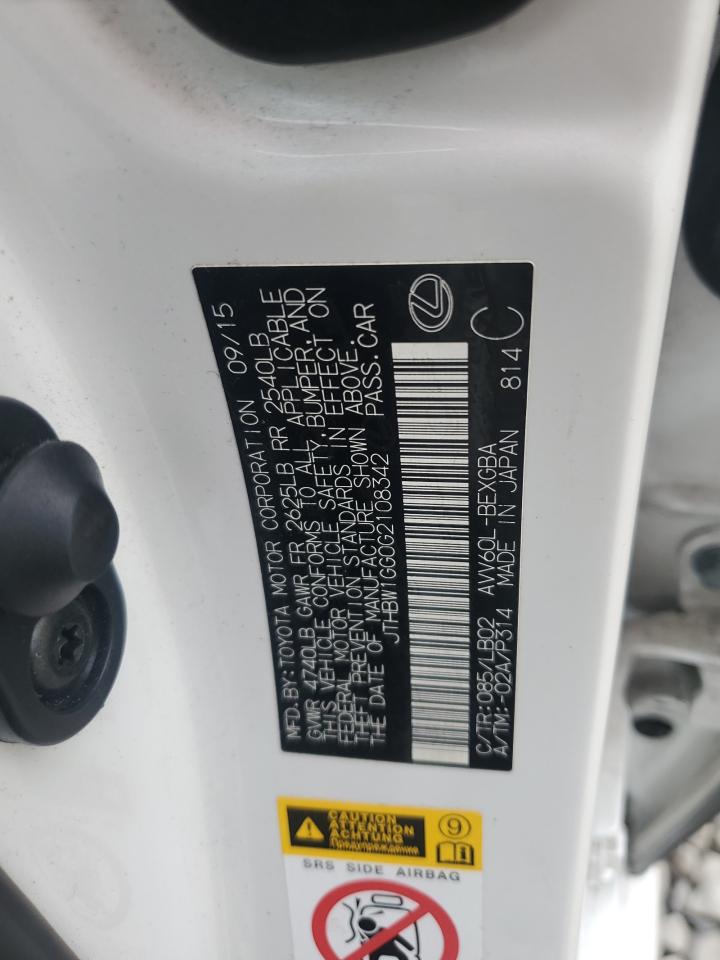 MFD. BY: TOYOTA MOTOR CORPORATION 09/15
GVWR 4740LB GAWR FR 2625LB RR 2540LB
THIS VEHICLE CONFORMS TO ALL APPLICABLE
FEDERAL MOTOR VEHICLE SAFETY, BUMPER, AND
THEFT PREVENTION STANDARDS IN EFFECT ON
THE DATE OF MANUFACTURE SHOWN ABOVE.
JTHBW1GG0G2108342 PASS. CAR
C/TR:085/LB02 AVV60L-BEXGBA
A/TM:-02A/P314 MADE IN JAPAN 814 C
CAUTION
ATTENTION
ACHTUNG
Предупреждение
9
SRS SIDE AIRBAG